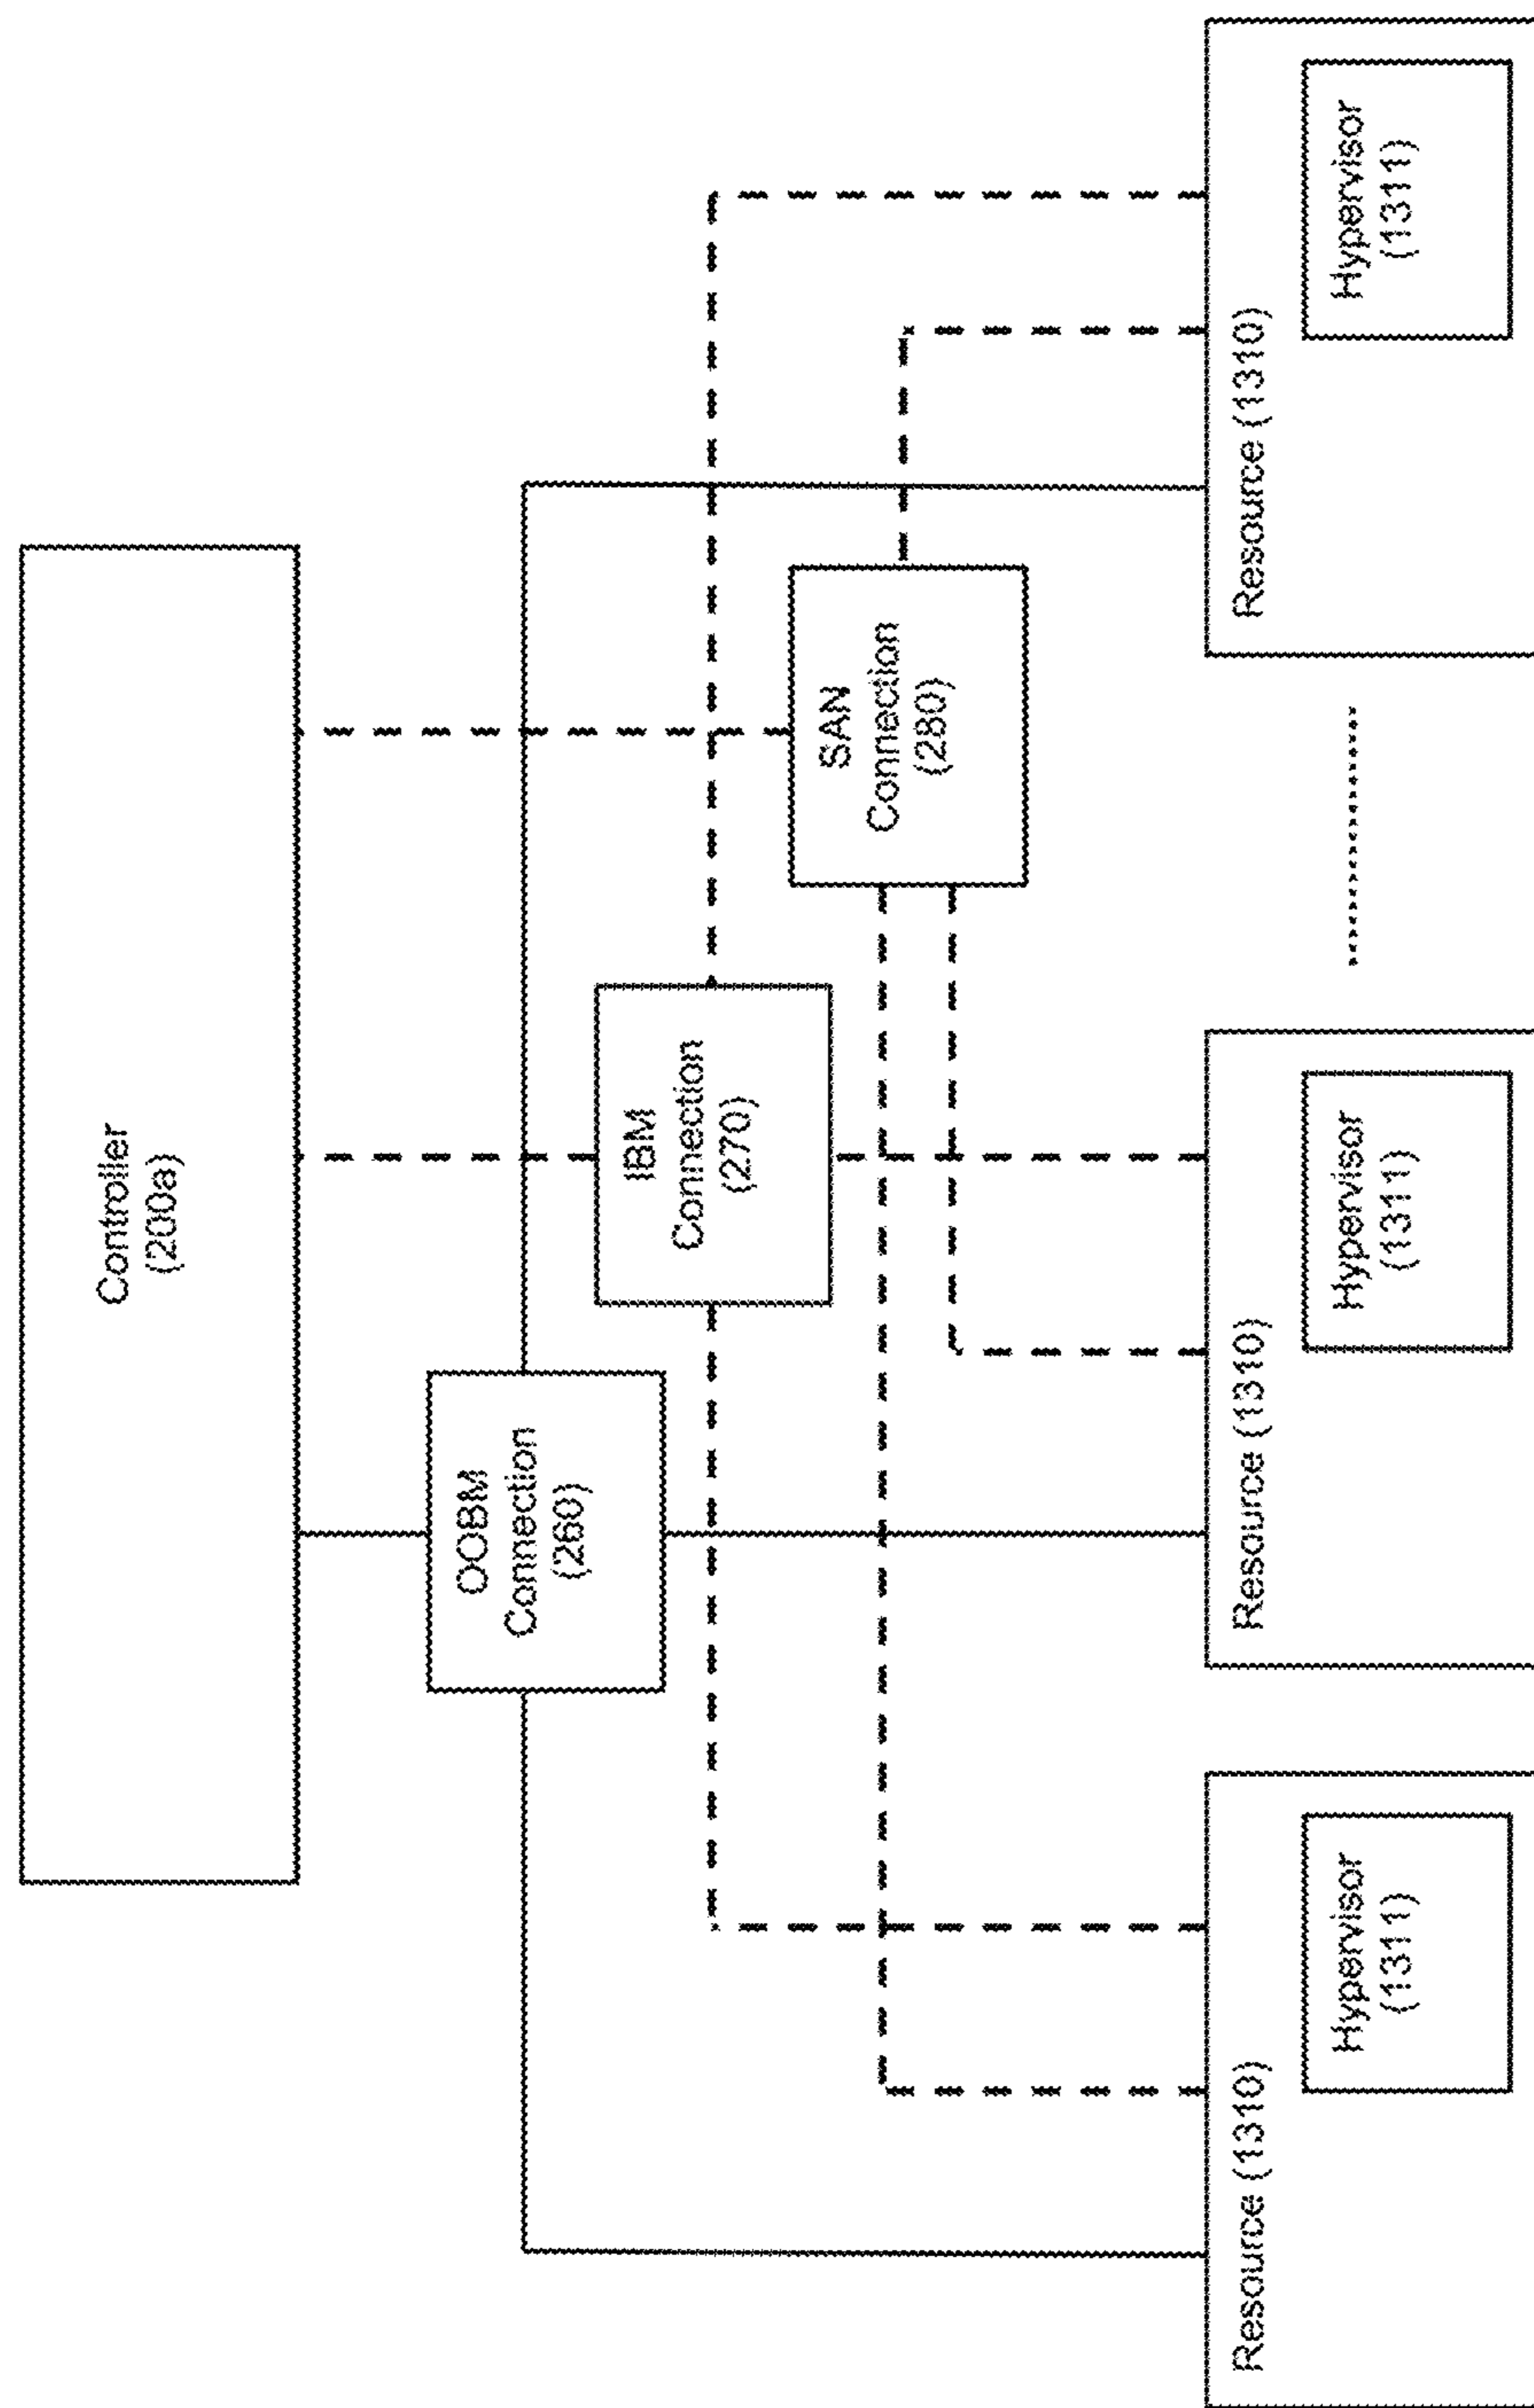 Controller
(200a)
OOBM
Connection
(260)
IBM
Connection
(270)
SAN
Connection
(280)
Resource (1310)
Hypervisor
(1311)
Resource (1310)
Hypervisor
(1311)
Resource (1310)
Hypervisor
(1311)